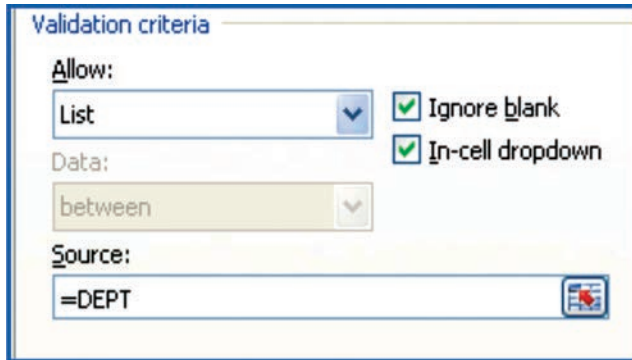 Validation criteria
Allow:
List
Ignore blank
In-cell dropdown
Data:
between
Source:
=DEPT